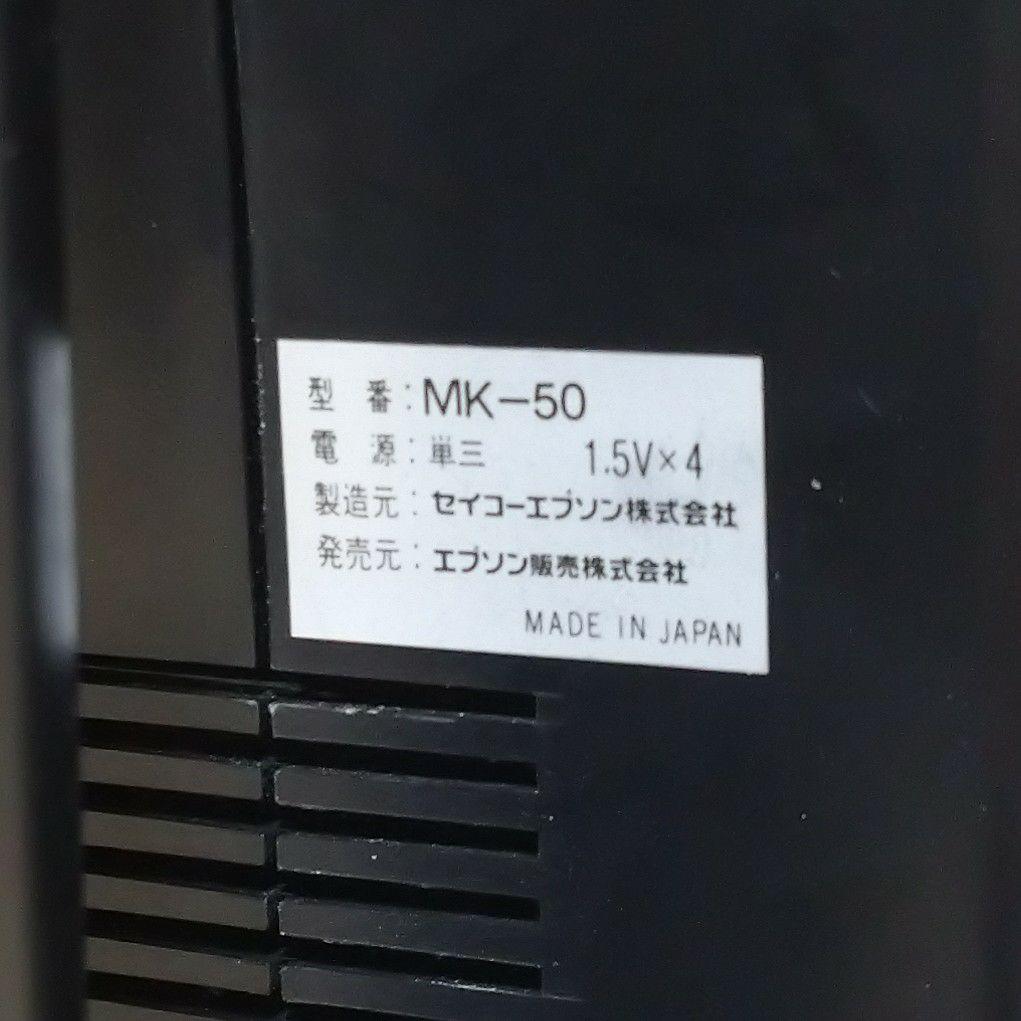 型 番：MK-50
電 源：単三 1.5V×4
製造元：セイコーエプソン株式会社
発売元：エプソン販売株式会社
MADE IN JAPAN